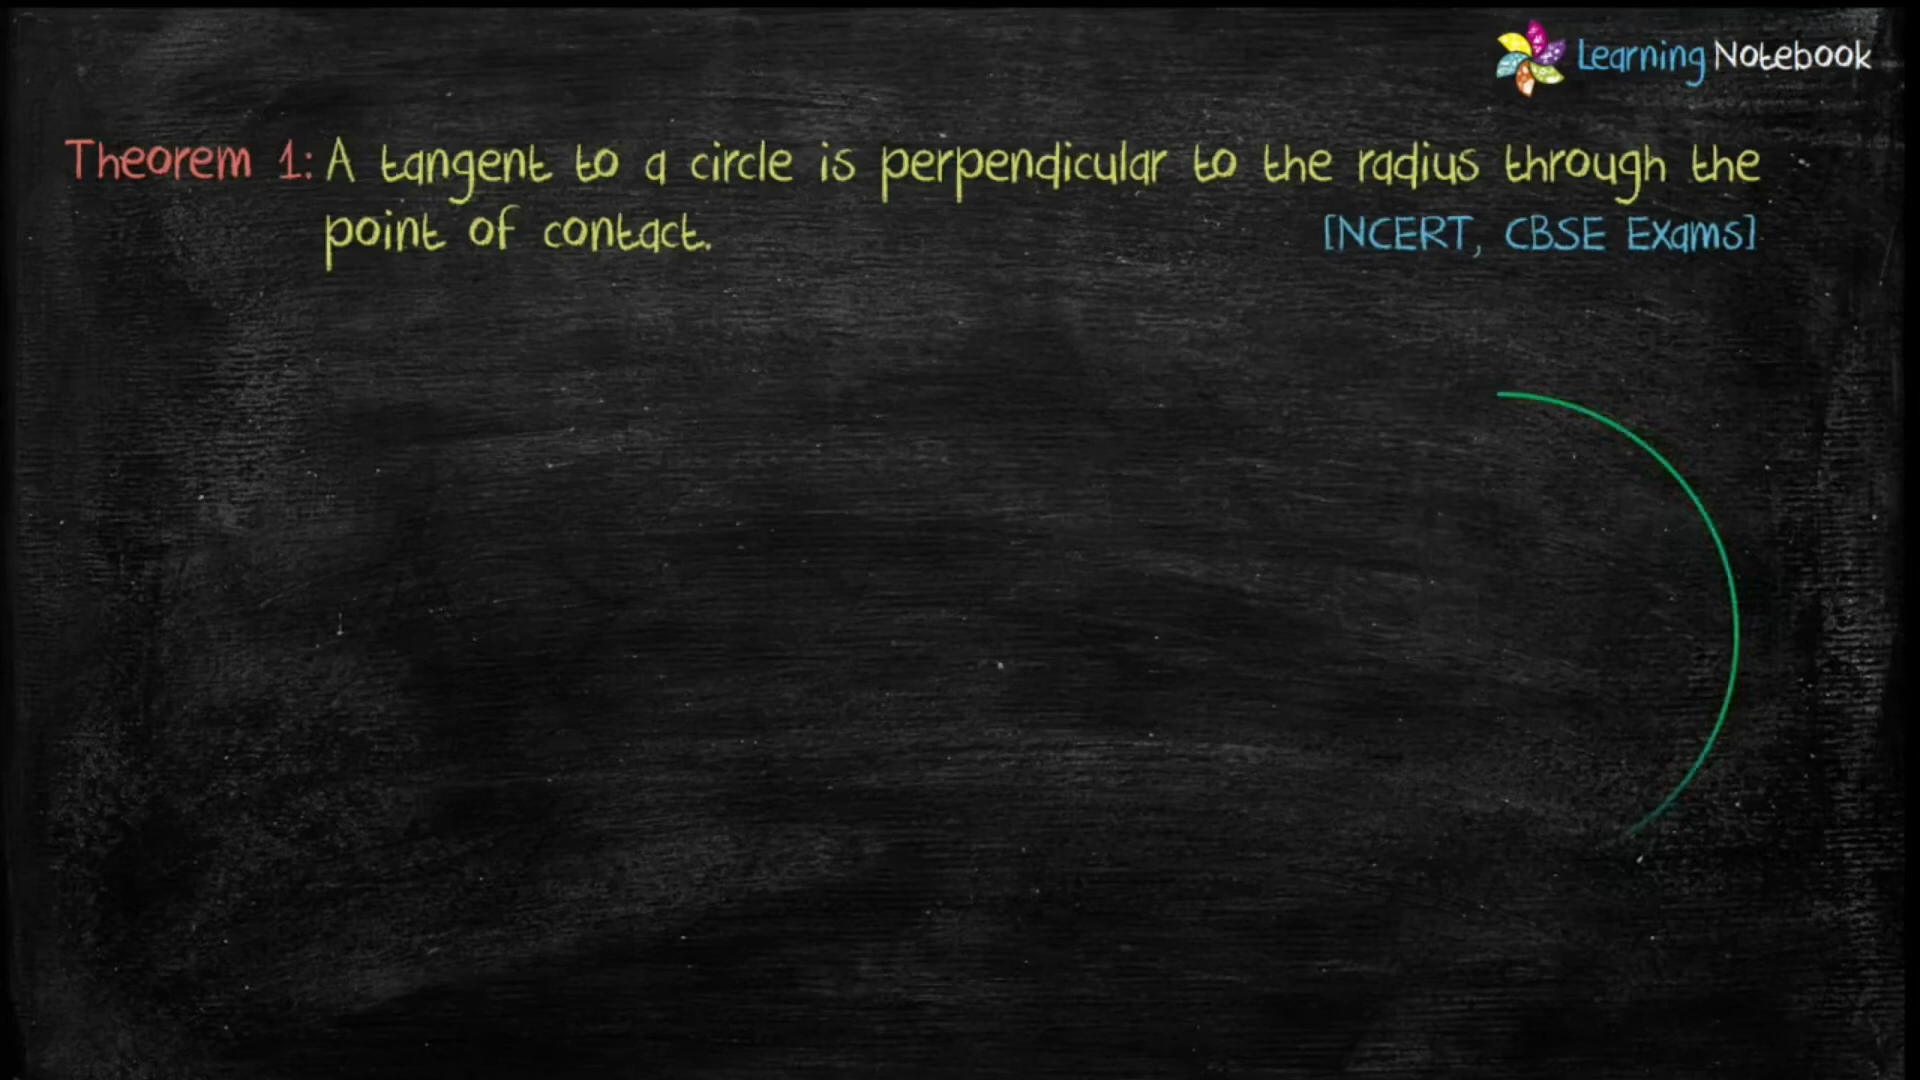 Learning Notebook
Theorem 1: A tangent to a circle is perpendicular to the radius through the
point of contact. [NCERT, CBSE Exams]